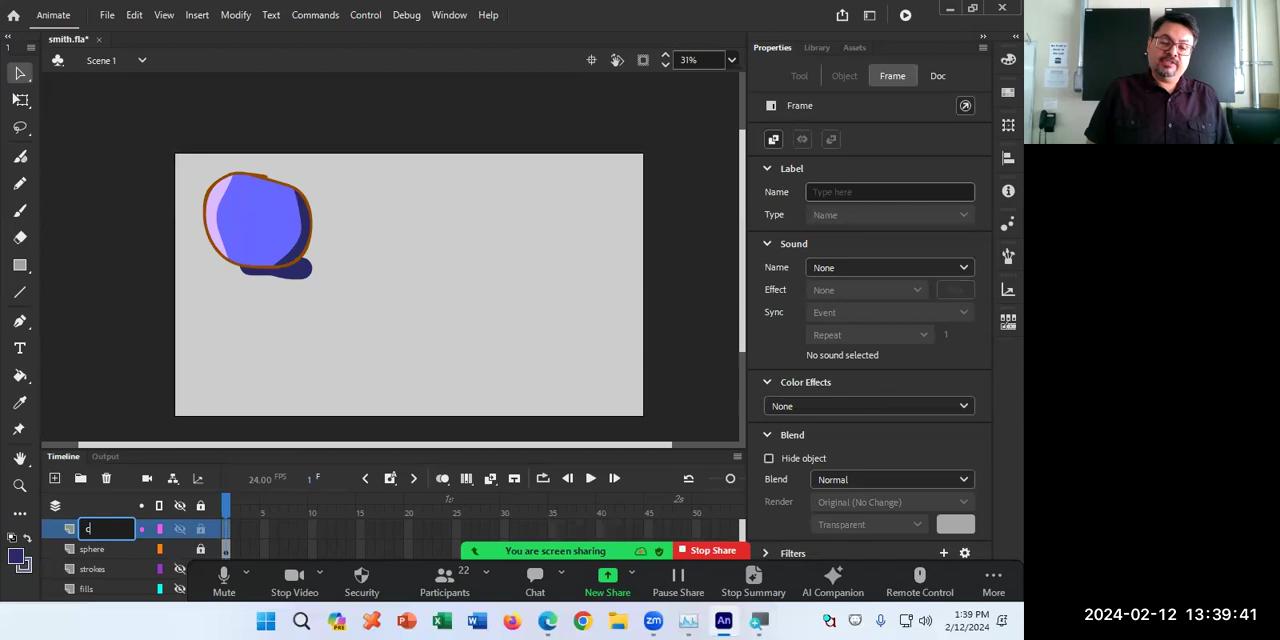 Animate File Edit View Insert Modify Text Commands Control Debug Window Help
smith.fla* ×
1
Scene 1 31%
Properties Library Assets
Tool Object Frame Doc
Frame
Label
Name Type here
Type Name
Sound
Name None
Effect None
Sync Event
Repeat 1
No sound selected
Color Effects
None
Blend
Hide object
Blend Normal
Render Original (No Change)
Transparent
Filters
Timeline Output
24.00 FPS 1 F
1s 2s
5 10 15 20 25 30 35 40 45 50
c
sphere
strokes
fills
You are screen sharing Stop Share
22
Mute Stop Video Security Participants Chat New Share Pause Share Stop Summary AI Companion Remote Control More
1:39 PM
2/12/2024
2024-02-12 13:39:41